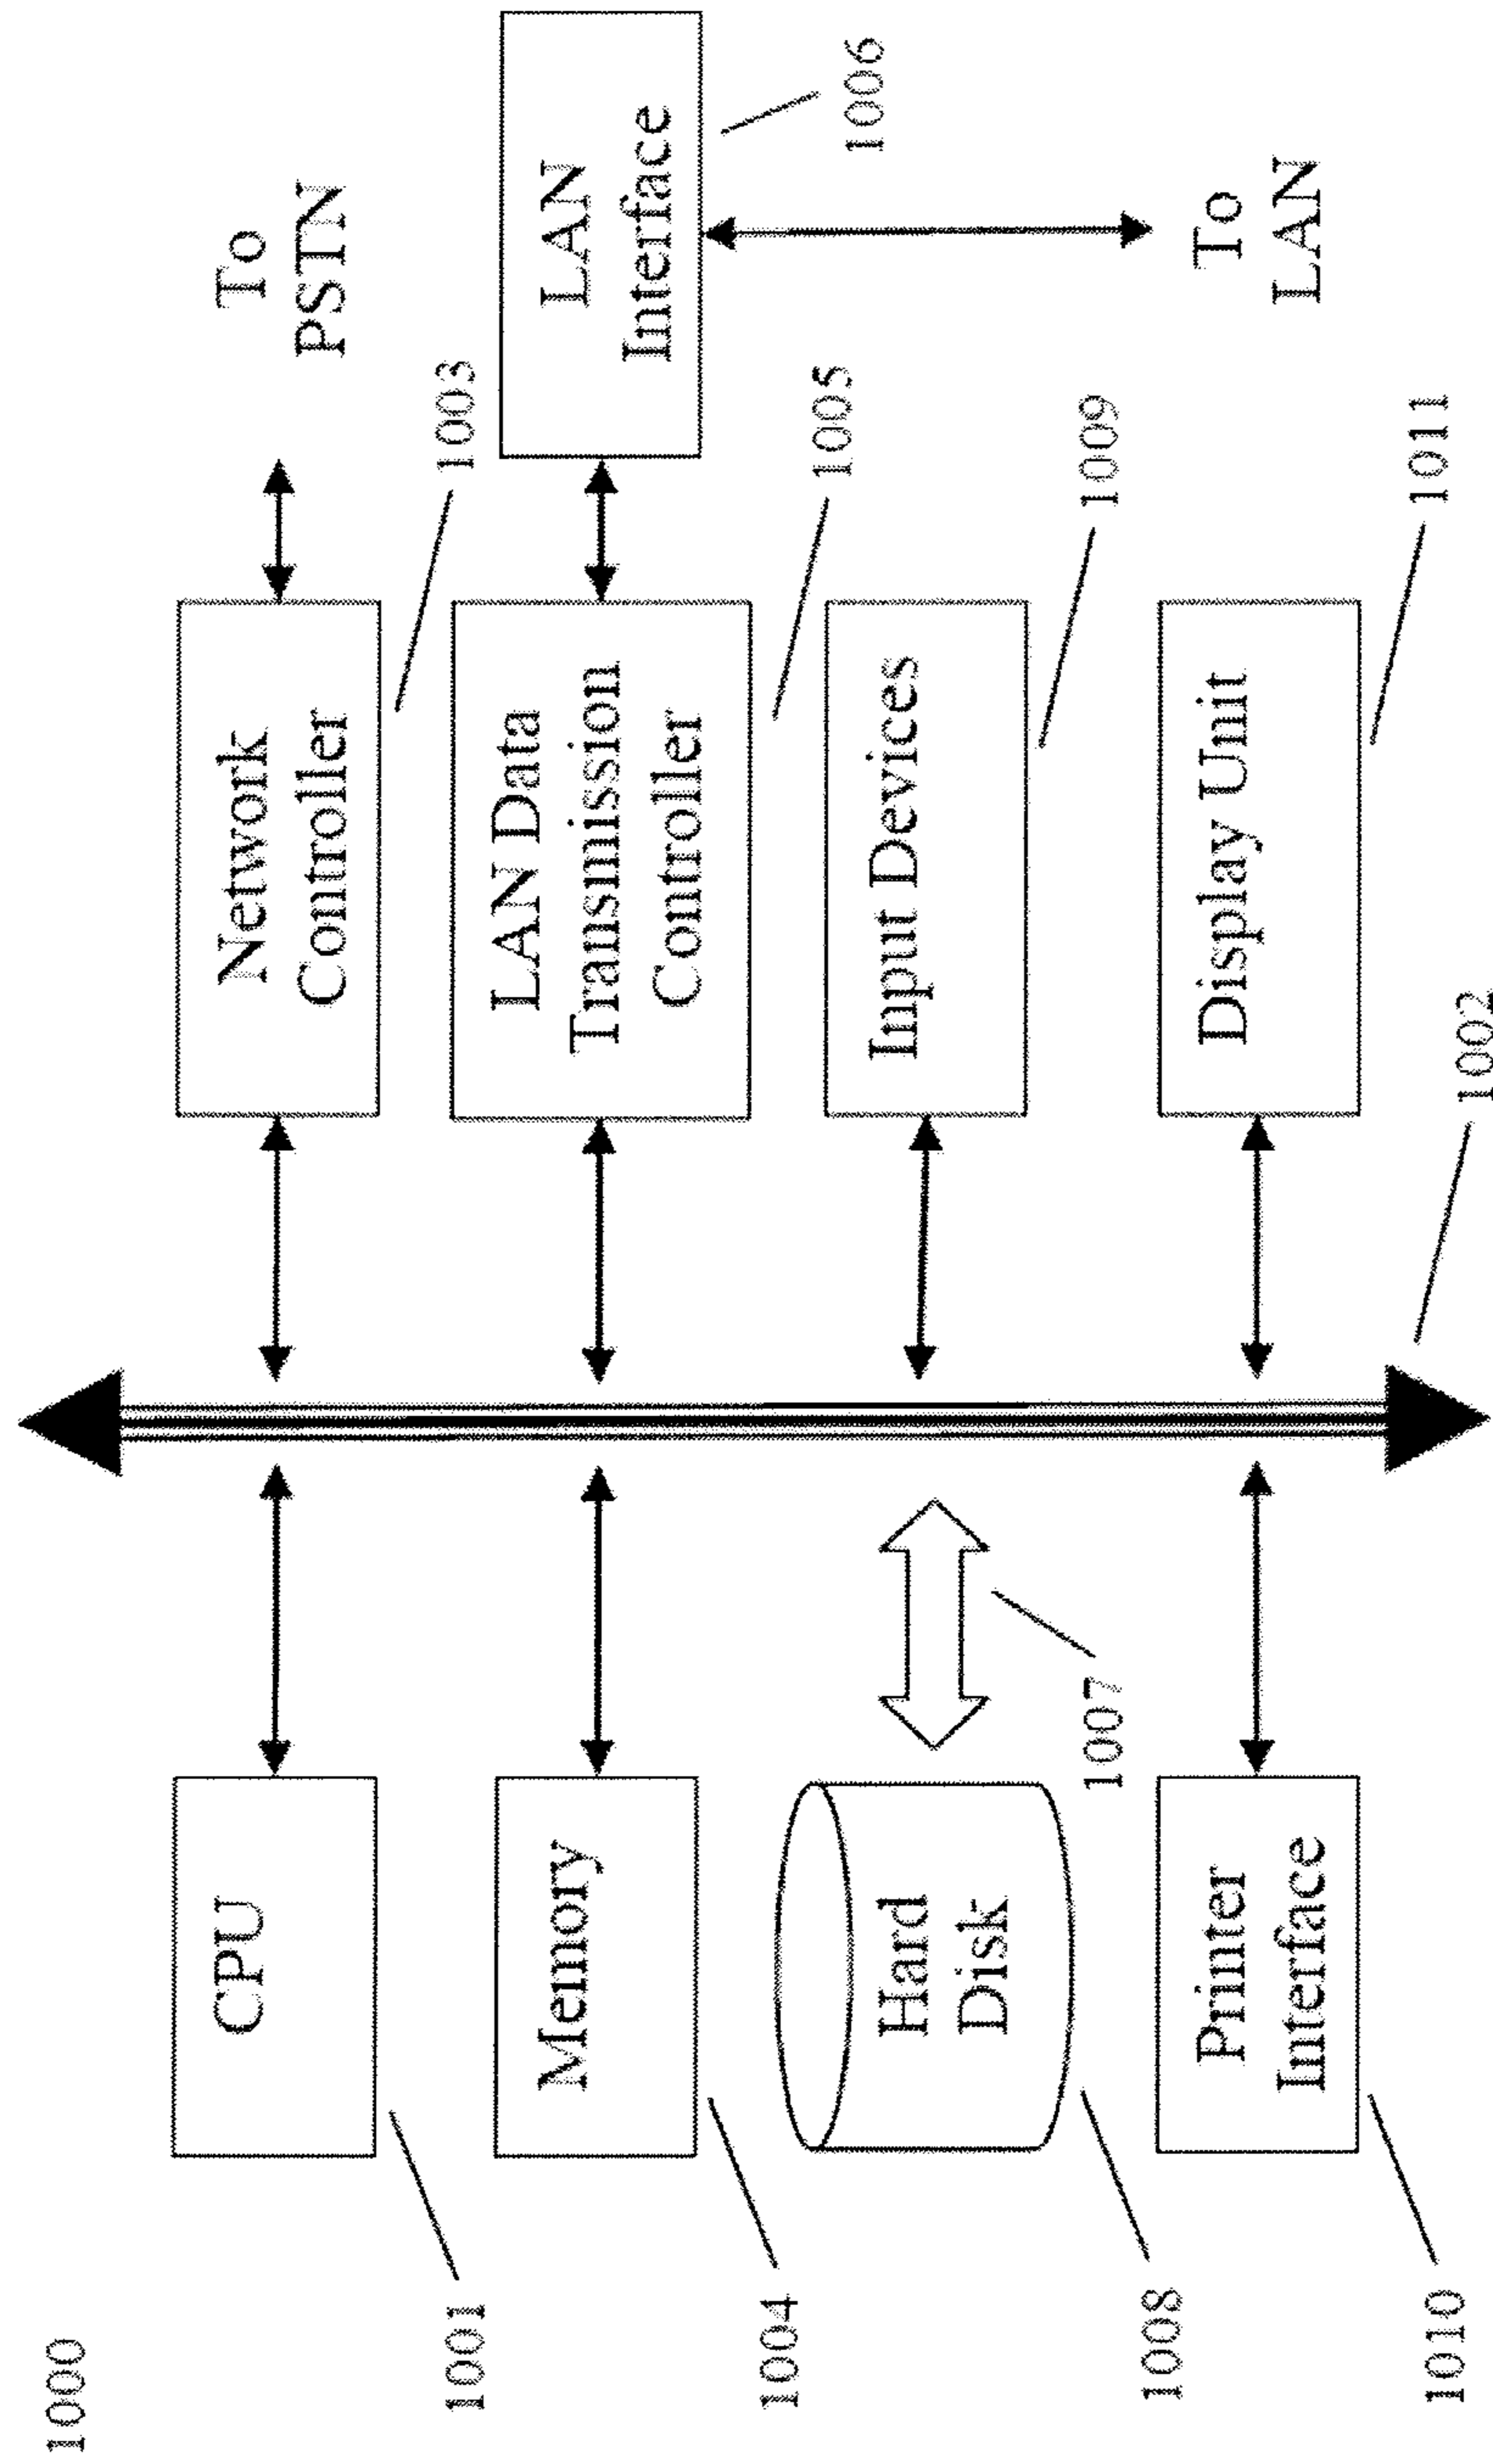 1000
CPU
1001
Memory
1004
Hard
Disk
1008
1007
Printer
Interface
1010
1002
Network
Controller
1003
To
PSTN
LAN Data
Transmission
Controller
1005
LAN
Interface
1006
To
LAN
Input Devices
1009
Display Unit
1011